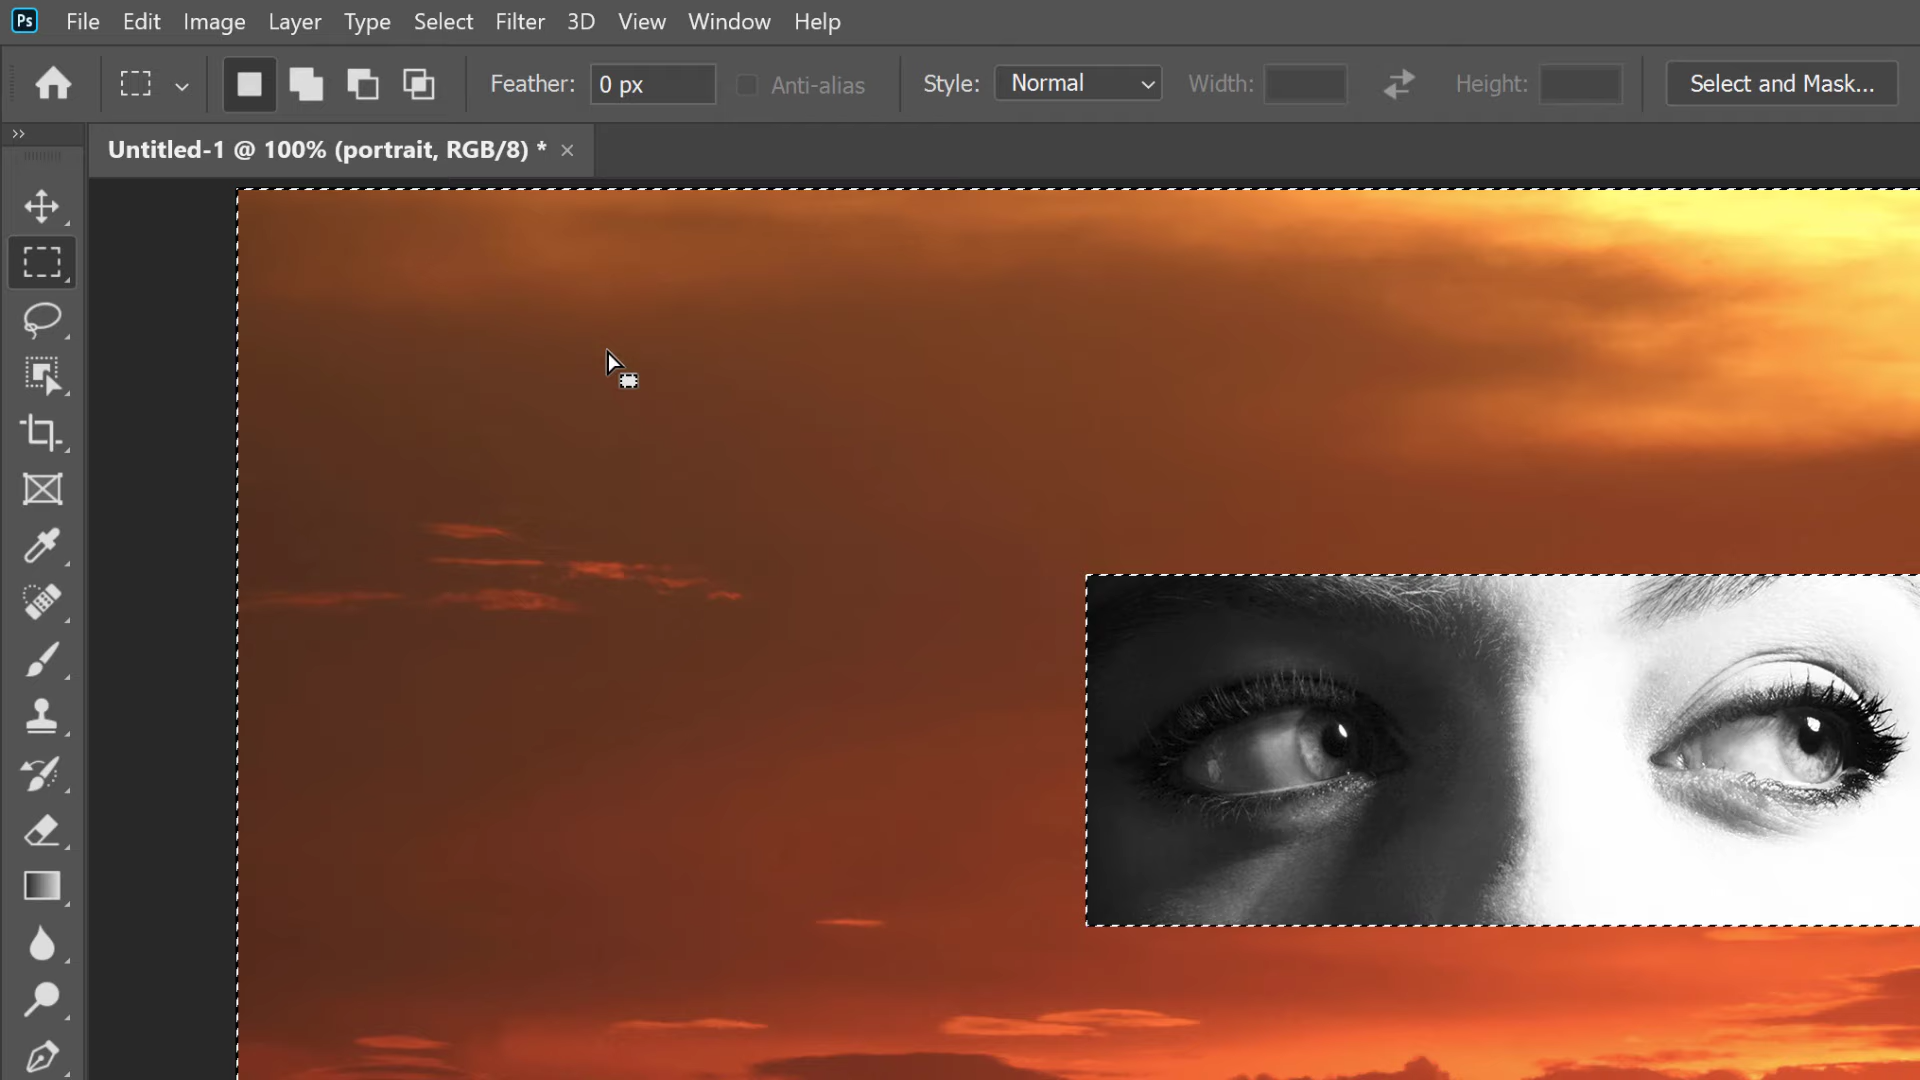 Ps File Edit Image Layer Type Select Filter 3D View Window Help
Feather: 0 px Anti-alias Style: Normal Width: Height: Select and Mask...
Untitled-1 @ 100% (portrait, RGB/8) * ×